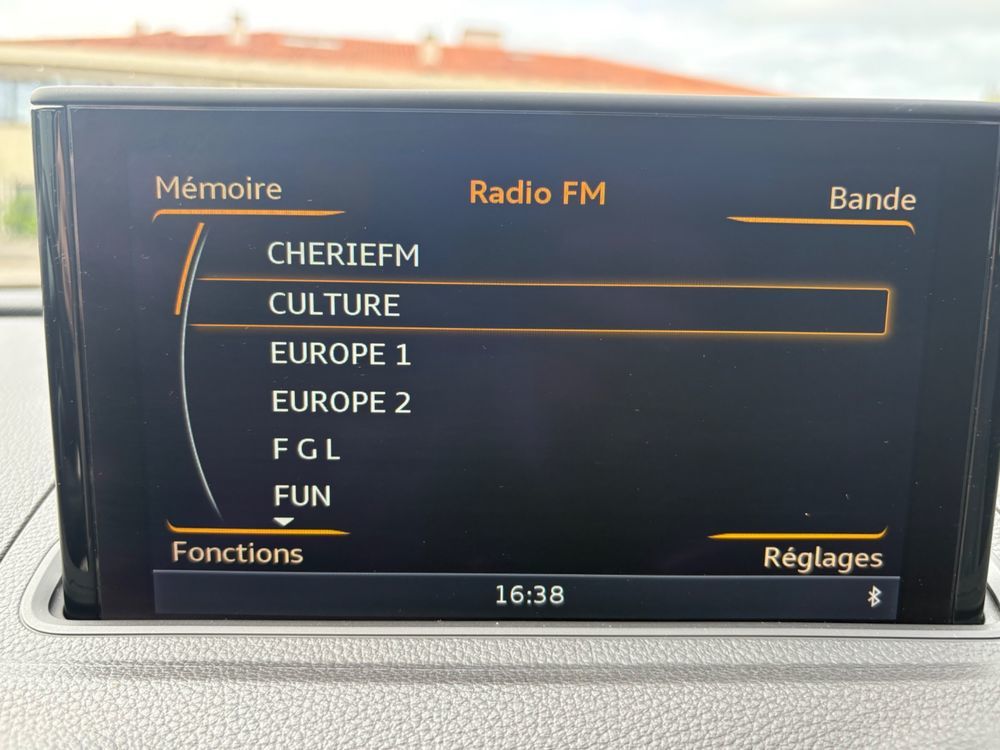 Mémoire Radio FM Bande
CHERIEFM
CULTURE
EUROPE 1
EUROPE 2
F G L
FUN
Fonctions Réglages
16:38